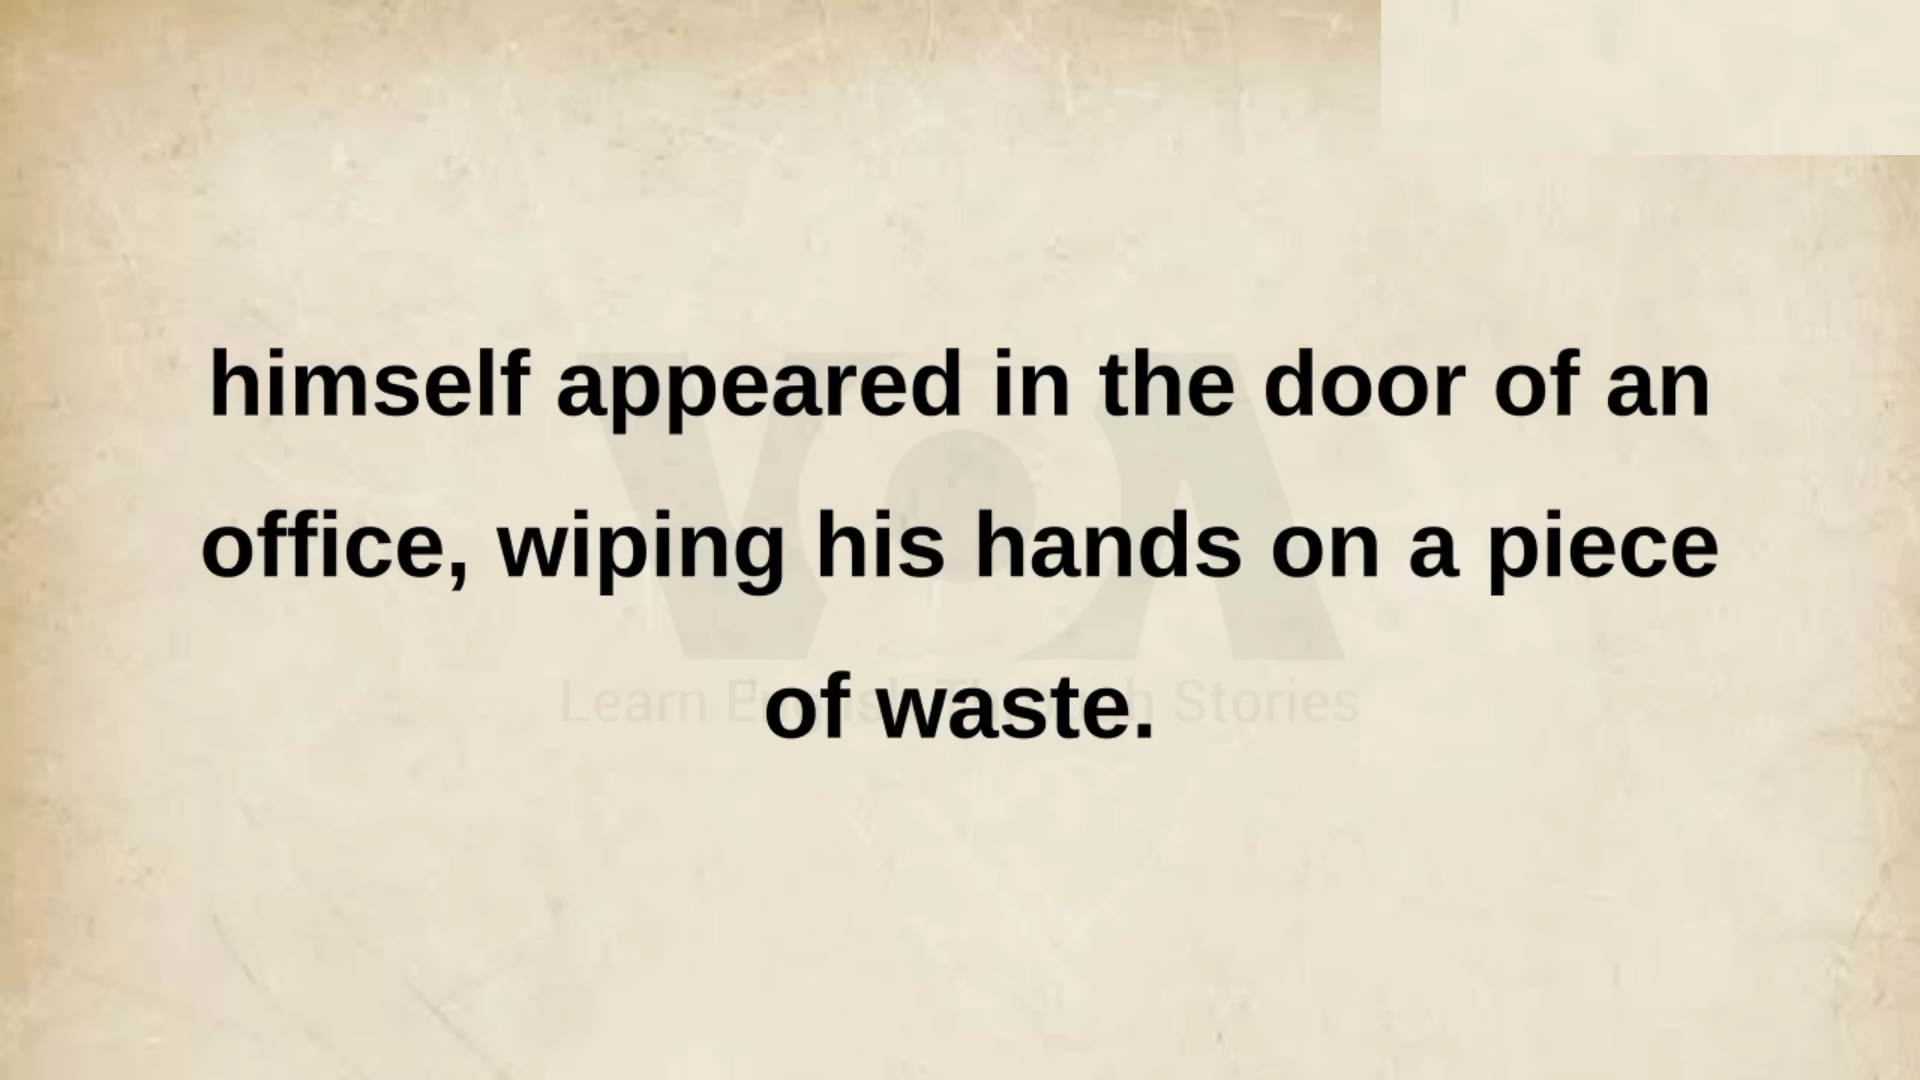 himself appeared in the door of an
office, wiping his hands on a piece
of waste.
VOA
Learn English Through Stories